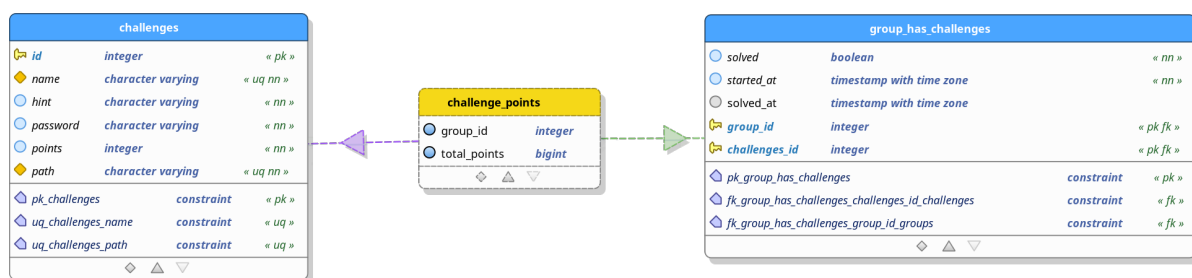 challenges
id integer « pk »
name character varying « uq nn »
hint character varying « nn »
password character varying « nn »
points integer « nn »
path character varying « uq nn »
pk_challenges constraint « pk »
uq_challenges_name constraint « uq »
uq_challenges_path constraint « uq »
challenge_points
group_id integer
total_points bigint
group_has_challenges
solved boolean « nn »
started_at timestamp with time zone « nn »
solved_at timestamp with time zone
group_id integer « pk fk »
challenges_id integer « pk fk »
pk_group_has_challenges constraint « pk »
fk_group_has_challenges_challenges_id_challenges constraint « fk »
fk_group_has_challenges_group_id_groups constraint « fk »